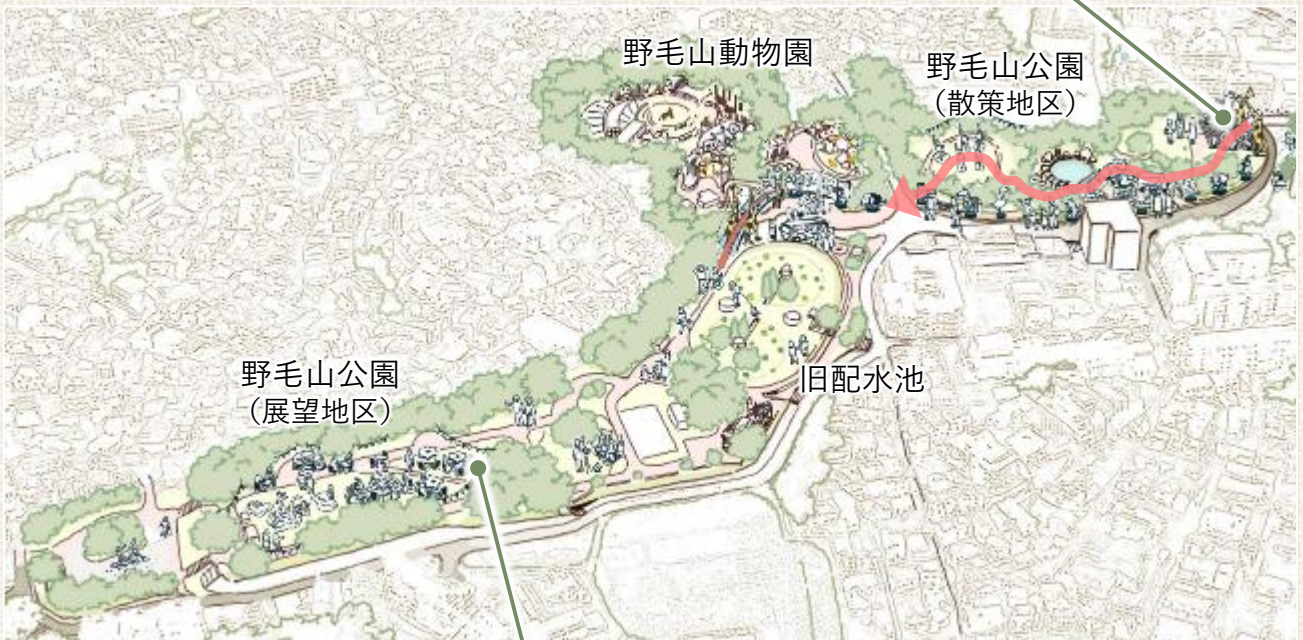 野毛山動物園
野毛山公園
（散策地区）
旧配水池
野毛山公園
（展望地区）